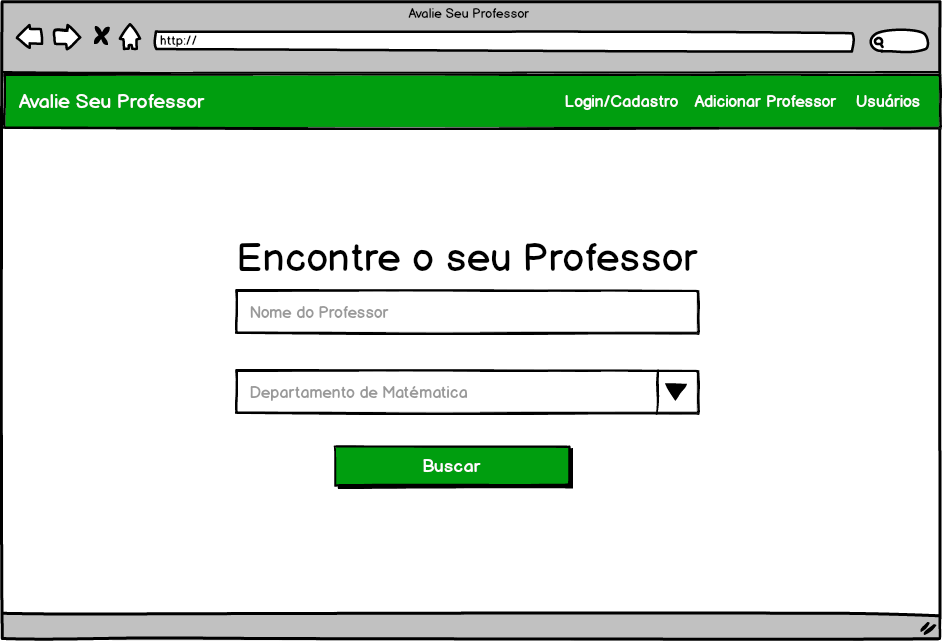 Avalie Seu Professor
http://
Avalie Seu Professor Login/Cadastro Adicionar Professor Usuários
Encontre o seu Professor
Nome do Professor
Departamento de Matématica
Buscar